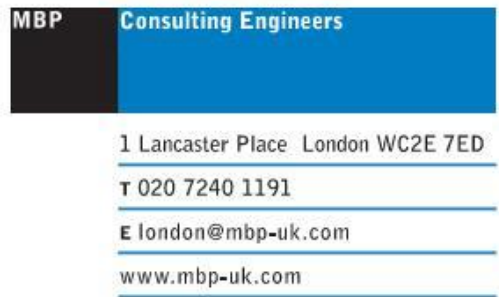 MBP Consulting Engineers
1 Lancaster Place London WC2E 7ED
T 020 7240 1191
E london@mbp-uk.com
www.mbp-uk.com